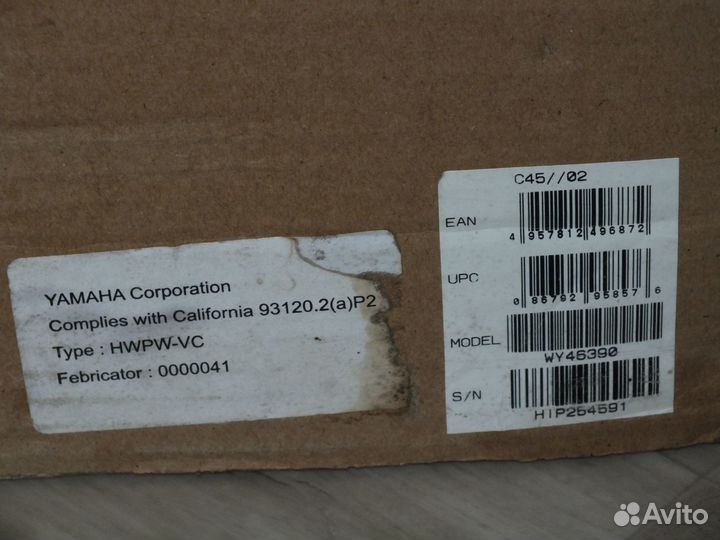 YAMAHA Corporation
Complies with California 93120.2(a)P2
Type : HWPW-VC
Febricator : 0000041
C45//02
EAN
4 957812 496872
UPC
0 86792 95857 6
MODEL
WY46390
S/N
HIP254591
Avito